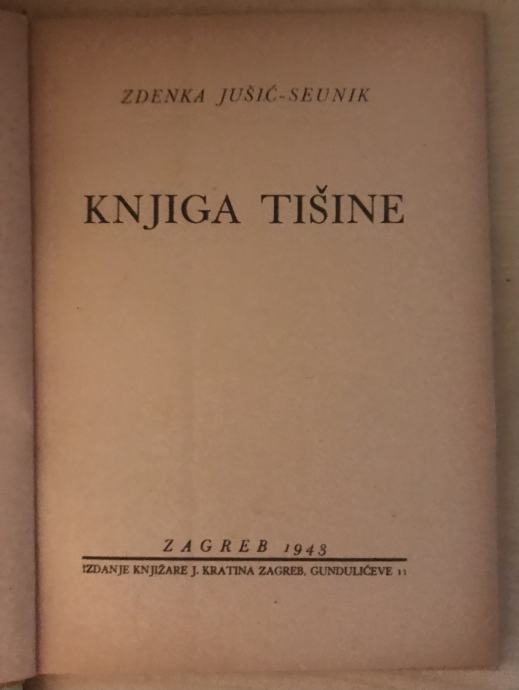 ZDENKA JUŠIĆ-SEUNIK
KNJIGA TIŠINE
ZAGREB 1943
IZDANJE KNJIŽARE J. KRATINA ZAGREB, GUNDULIĆEVE 11